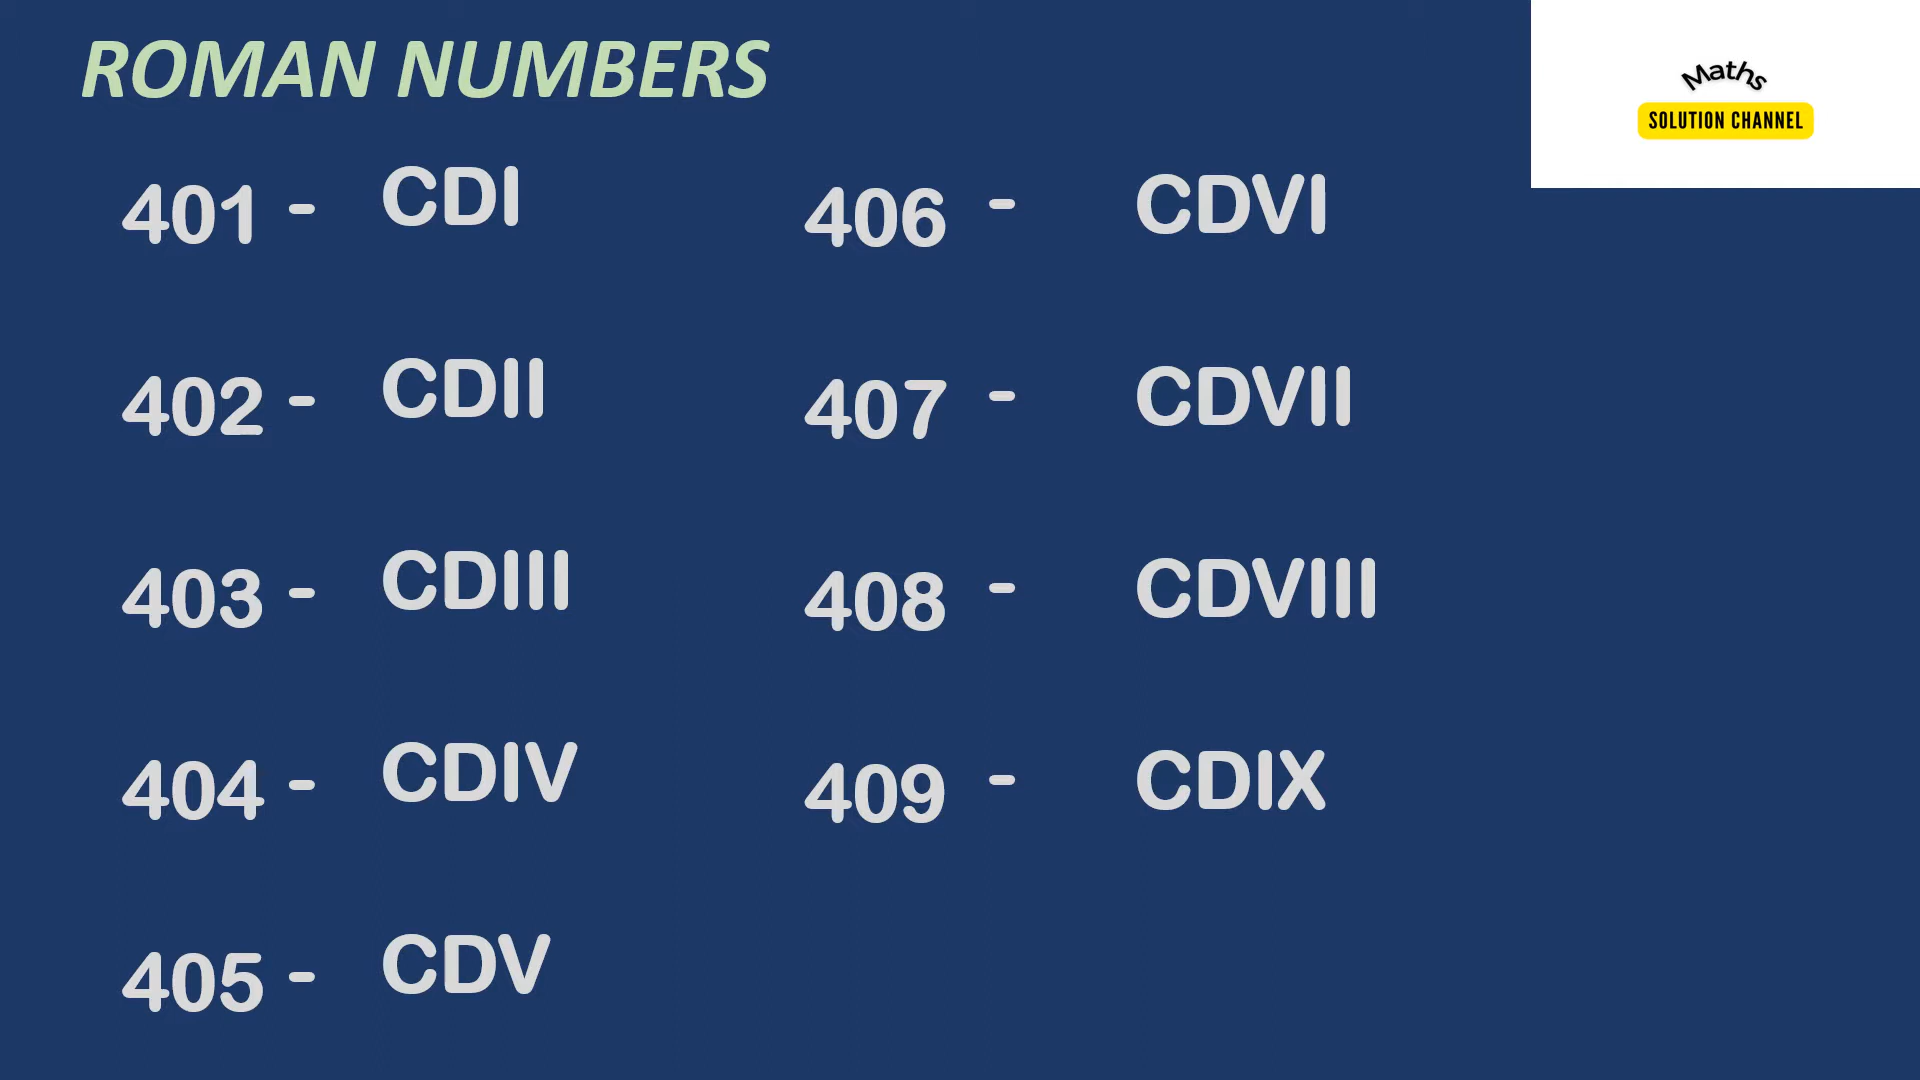 ROMAN NUMBERS
Maths
SOLUTION CHANNEL
401 - CDI
402 - CDII
403 - CDIII
404 - CDIV
405 - CDV
406 - CDVI
407 - CDVII
408 - CDVIII
409 - CDIX